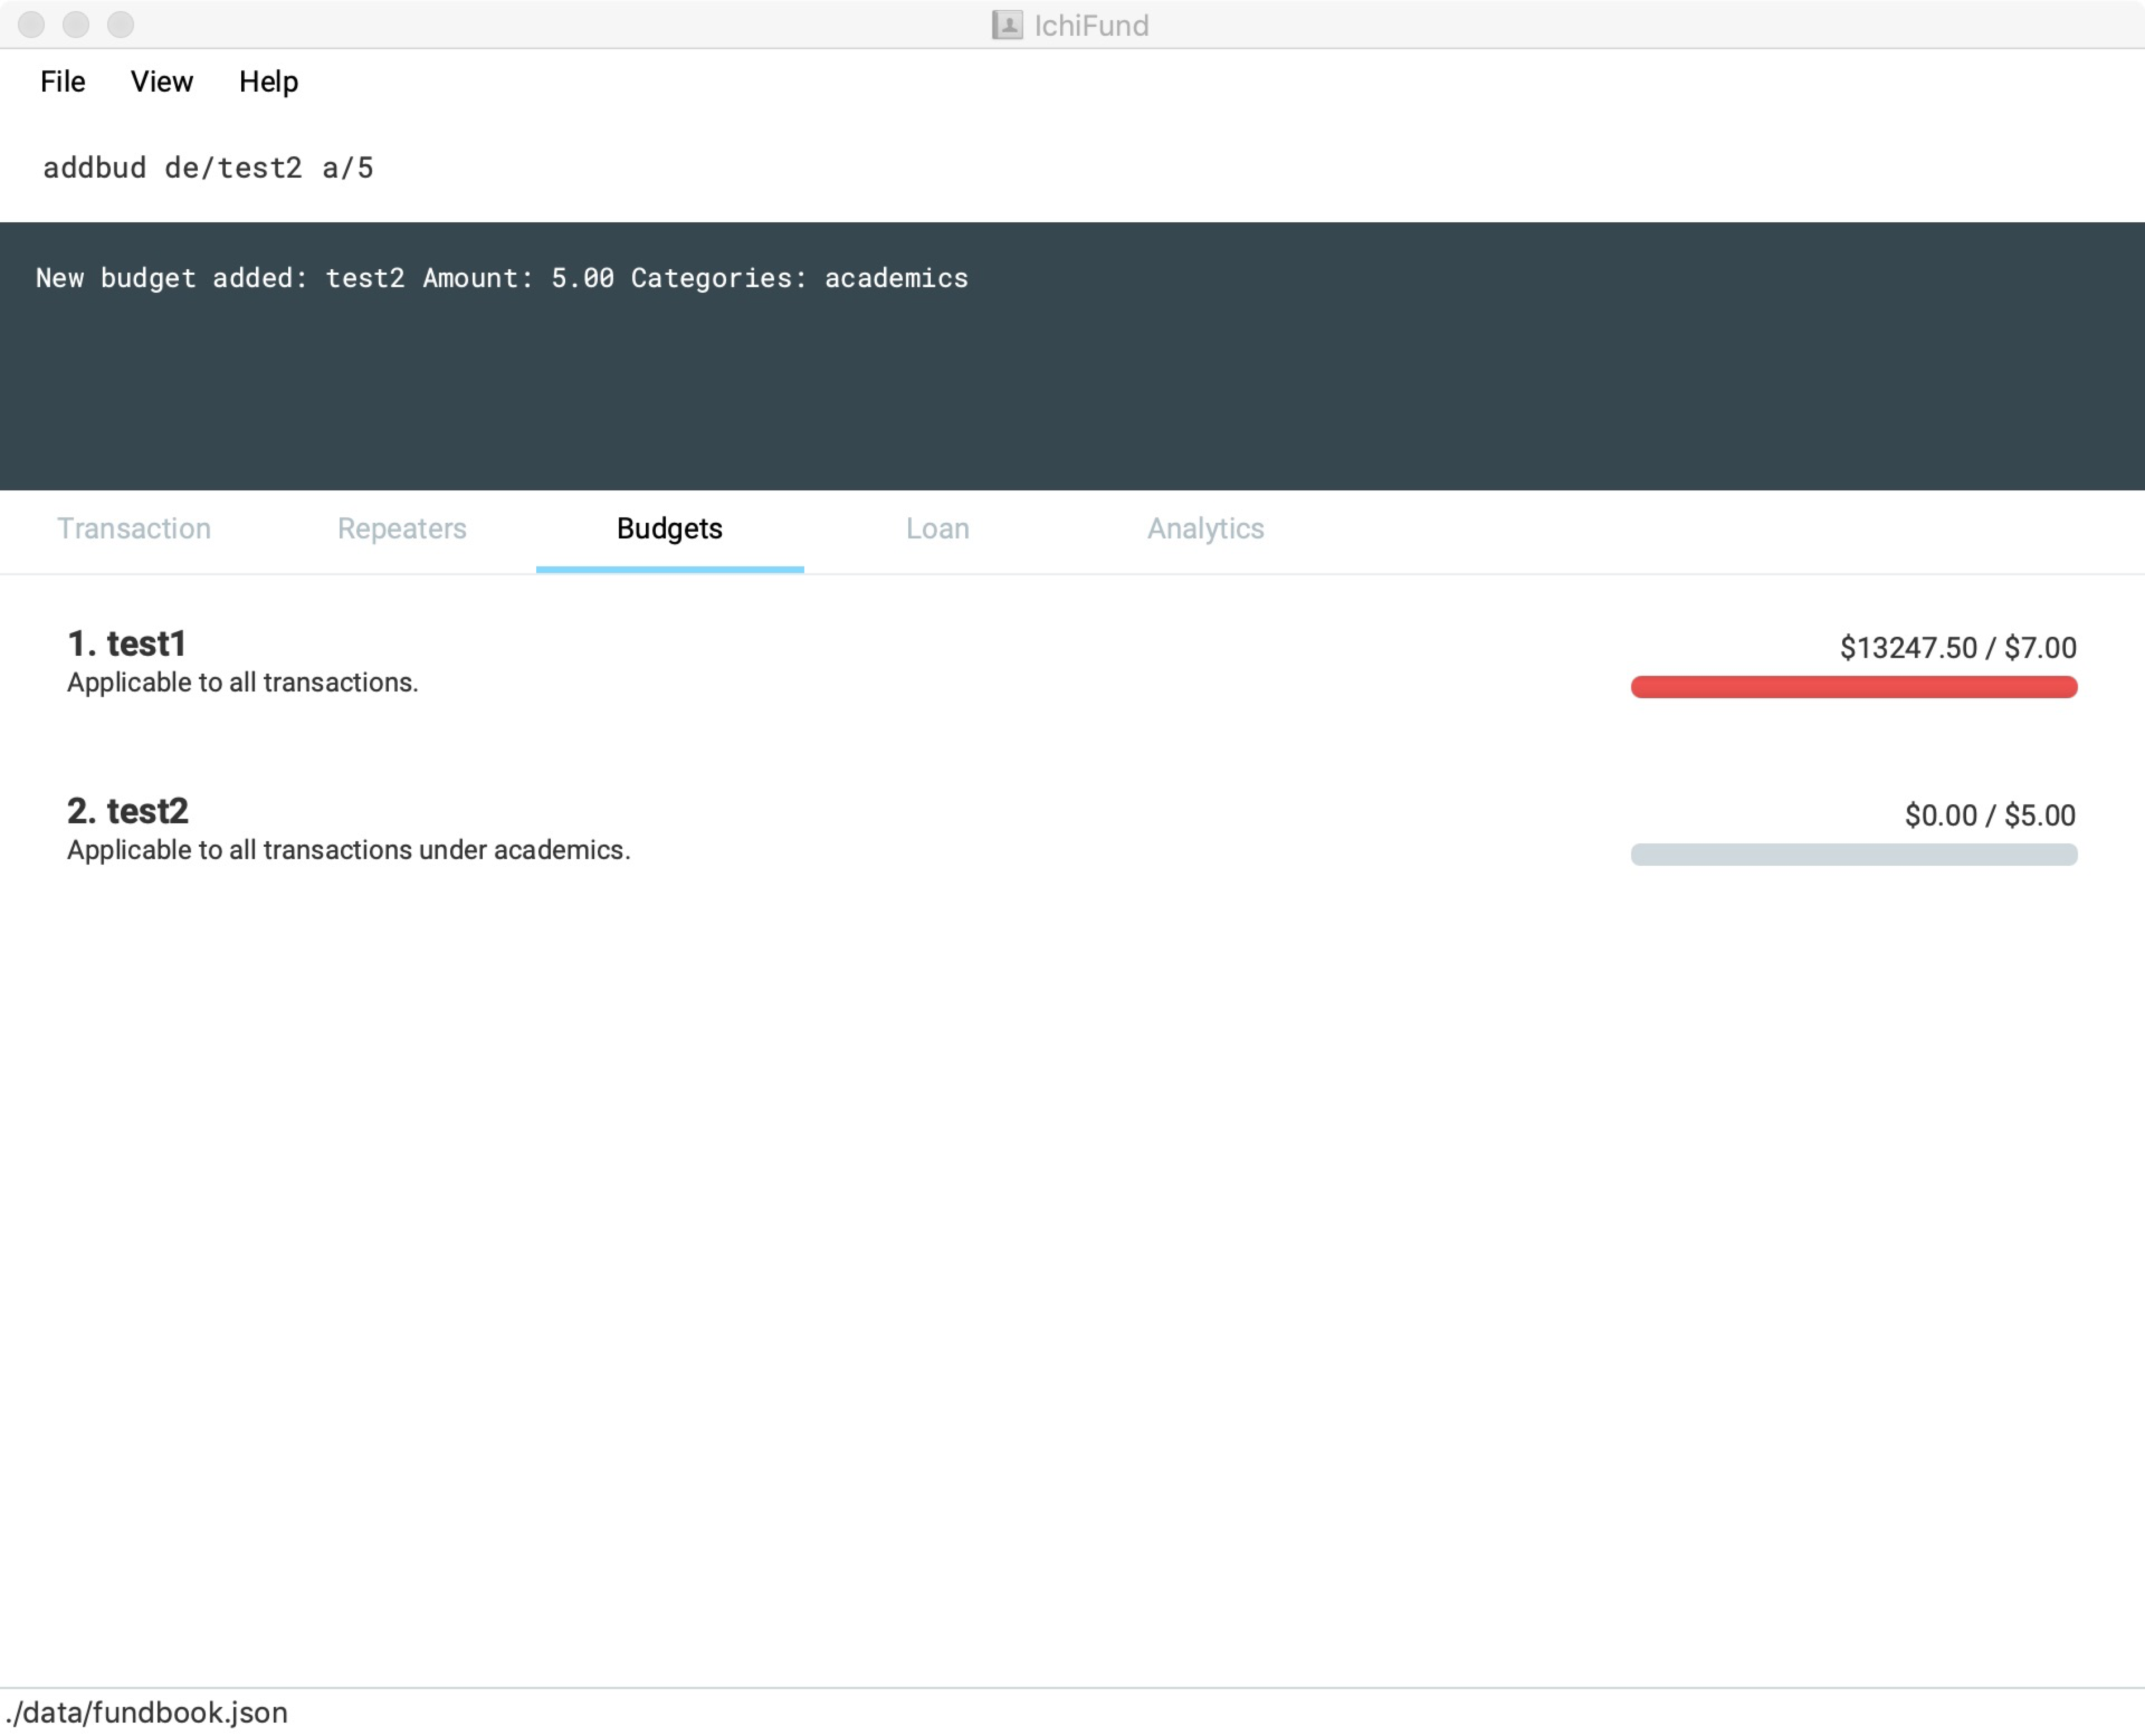 IchiFund
File View Help
addbud de/test2 a/5
New budget added: test2 Amount: 5.00 Categories: academics
Transaction Repeaters Budgets Loan Analytics
1. test1
$13247.50 / $7.00
Applicable to all transactions.
2. test2
$0.00 / $5.00
Applicable to all transactions under academics.
./data/fundbook.json